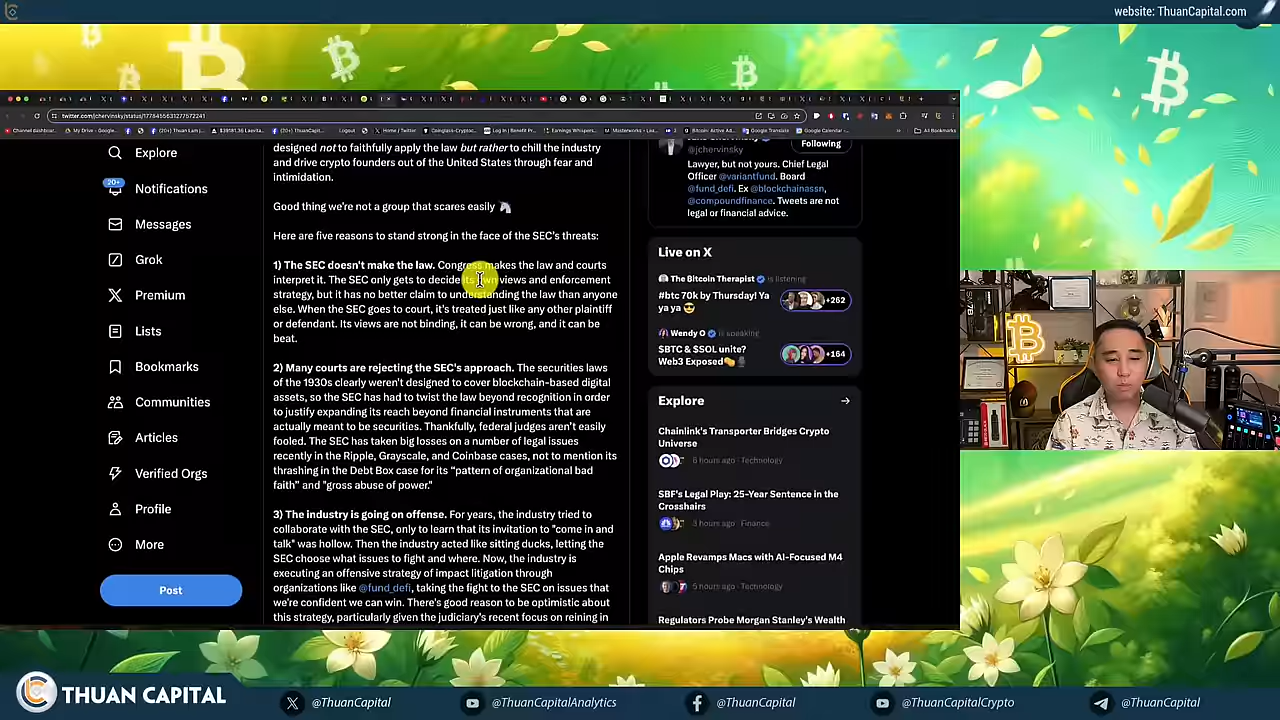 website: ThuanCapital.com
twitter.com/jchervinsky/status/1778455631277572241
All Bookmarks
Explore
20+
Notifications
Messages
Grok
Premium
Lists
Bookmarks
Communities
Articles
Verified Orgs
Profile
More
Post
designed not to faithfully apply the law but rather to chill the industry
and drive crypto founders out of the United States through fear and
intimidation.
Good thing we're not a group that scares easily
Here are five reasons to stand strong in the face of the SEC's threats:
1) The SEC doesn't make the law. Congress makes the law and courts
interpret it. The SEC only gets to decide its own views and enforcement
strategy, but it has no better claim to understanding the law than anyone
else. When the SEC goes to court, it's treated just like any other plaintiff
or defendant. Its views are not binding, it can be wrong, and it can be
beat.
2) Many courts are rejecting the SEC's approach. The securities laws
of the 1930s clearly weren't designed to cover blockchain-based digital
assets, so the SEC has had to twist the law beyond recognition in order
to justify expanding its reach beyond financial instruments that are
actually meant to be securities. Thankfully, federal judges aren't easily
fooled. The SEC has taken big losses on a number of legal issues
recently in the Ripple, Grayscale, and Coinbase cases, not to mention its
thrashing in the Debt Box case for its "pattern of organizational bad
faith" and "gross abuse of power."
3) The industry is going on offense. For years, the industry tried to
collaborate with the SEC, only to learn that its invitation to "come in and
talk" was hollow. Then the industry acted like sitting ducks, letting the
SEC choose what issues to fight and where. Now, the industry is
executing an offensive strategy of impact litigation through
organizations like @fund_defi, taking the fight to the SEC on issues that
we're confident we can win. There's good reason to be optimistic about
this strategy, particularly given the judiciary's recent focus on reining in
@jchervinsky
Following
Lawyer, but not yours. Chief Legal
Officer @variantfund. Board
@fund_defi. Ex @blockchainassn,
@compoundfinance. Tweets are not
legal or financial advice.
Live on X
The Bitcoin Therapist is listening
#btc 70k by Thursday! Ya
ya ya
+262
Wendy O is speaking
$BTC & $SOL unite?
Web3 Exposed
+164
Explore
Chainlink's Transporter Bridges Crypto
Universe
6 hours ago · Technology
SBF's Legal Play: 25-Year Sentence in the
Crosshairs
3 hours ago · Finance
Apple Revamps Macs with AI-Focused M4
Chips
5 hours ago · Technology
Regulators Probe Morgan Stanley's Wealth
THUAN CAPITAL
@ThuanCapital
@ThuanCapitalAnalytics
@ThuanCapital
@ThuanCapitalCrypto
@ThuanCapital